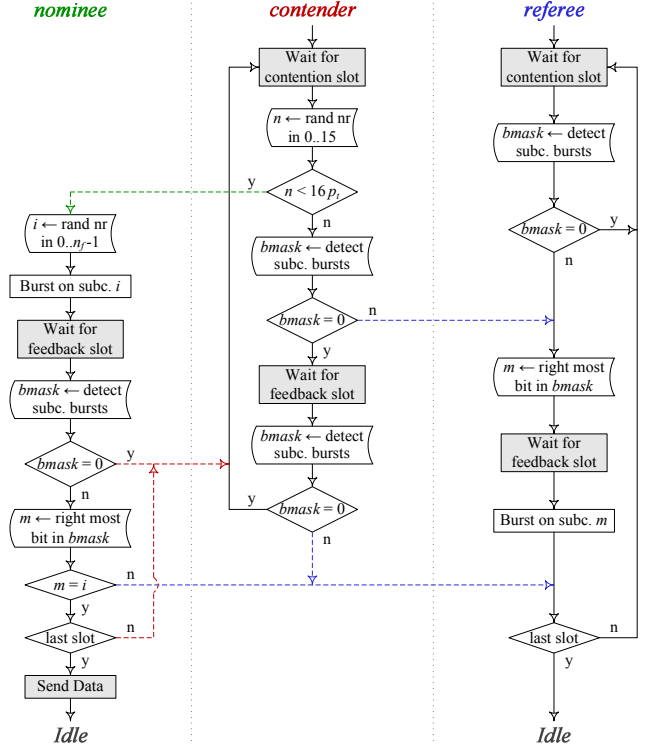 nominee
contender
referee
Wait for
contention slot
n ← rand nr
in 0..15
n < 16 pt
y
n
bmask ← detect
subc. bursts
bmask = 0
n
y
Wait for
feedback slot
bmask ← detect
subc. bursts
bmask = 0
y
n
i ← rand nr
in 0..nf-1
Burst on subc. i
Wait for
feedback slot
bmask ← detect
subc. bursts
bmask = 0
y
n
m ← right most
bit in bmask
m = i
n
y
last slot
n
y
Send Data
Idle
Wait for
contention slot
bmask ← detect
subc. bursts
bmask = 0
y
n
m ← right most
bit in bmask
Wait for
feedback slot
Burst on subc. m
last slot
n
y
Idle